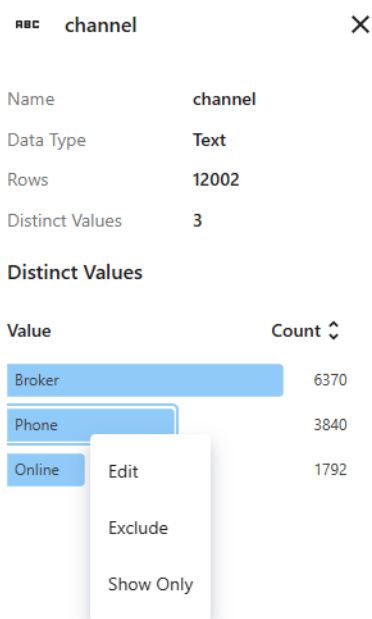 ABC channel
Name channel
Data Type Text
Rows 12002
Distinct Values 3
Distinct Values
Value Count
Broker 6370
Phone 3840
Online 1792
Edit
Exclude
Show Only